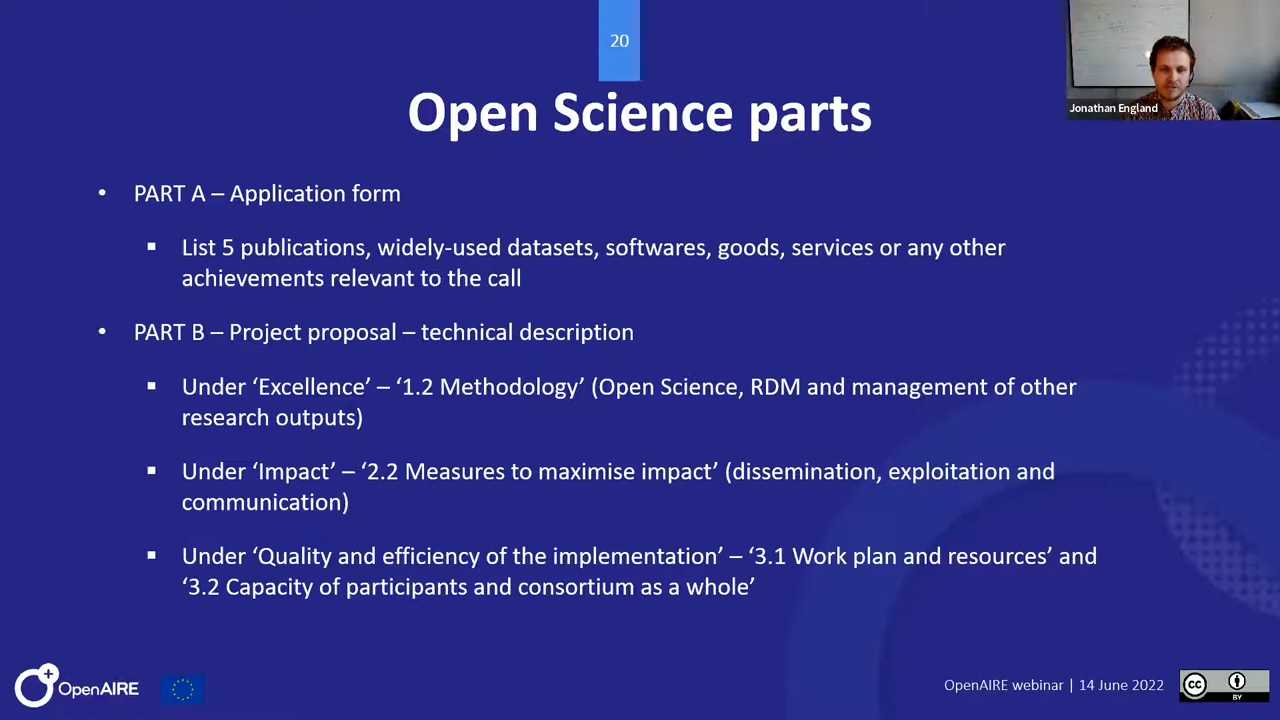 20
Open Science parts
Jonathan England
• PART A – Application form
▪ List 5 publications, widely-used datasets, softwares, goods, services or any other
achievements relevant to the call
• PART B – Project proposal – technical description
▪ Under ‘Excellence’ – ‘1.2 Methodology’ (Open Science, RDM and management of other
research outputs)
▪ Under ‘Impact’ – ‘2.2 Measures to maximise impact’ (dissemination, exploitation and
communication)
▪ Under ‘Quality and efficiency of the implementation’ – ‘3.1 Work plan and resources’ and
‘3.2 Capacity of participants and consortium as a whole’
OpenAIRE
OpenAIRE webinar | 14 June 2022
CC
BY